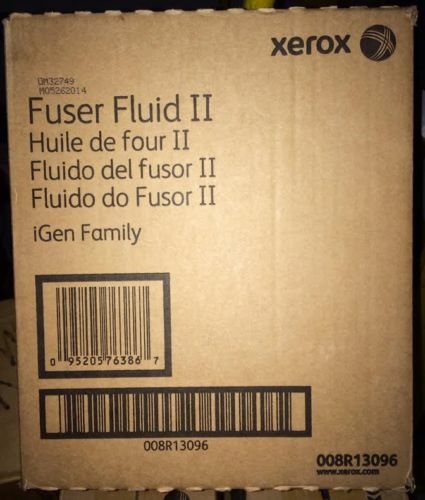 xerox
DM32749
M05262014
Fuser Fluid II
Huile de four II
Fluido del fusor II
Fluido do Fusor II
iGen Family
0 95205 76386 7
008R13096
008R13096
www.xerox.com